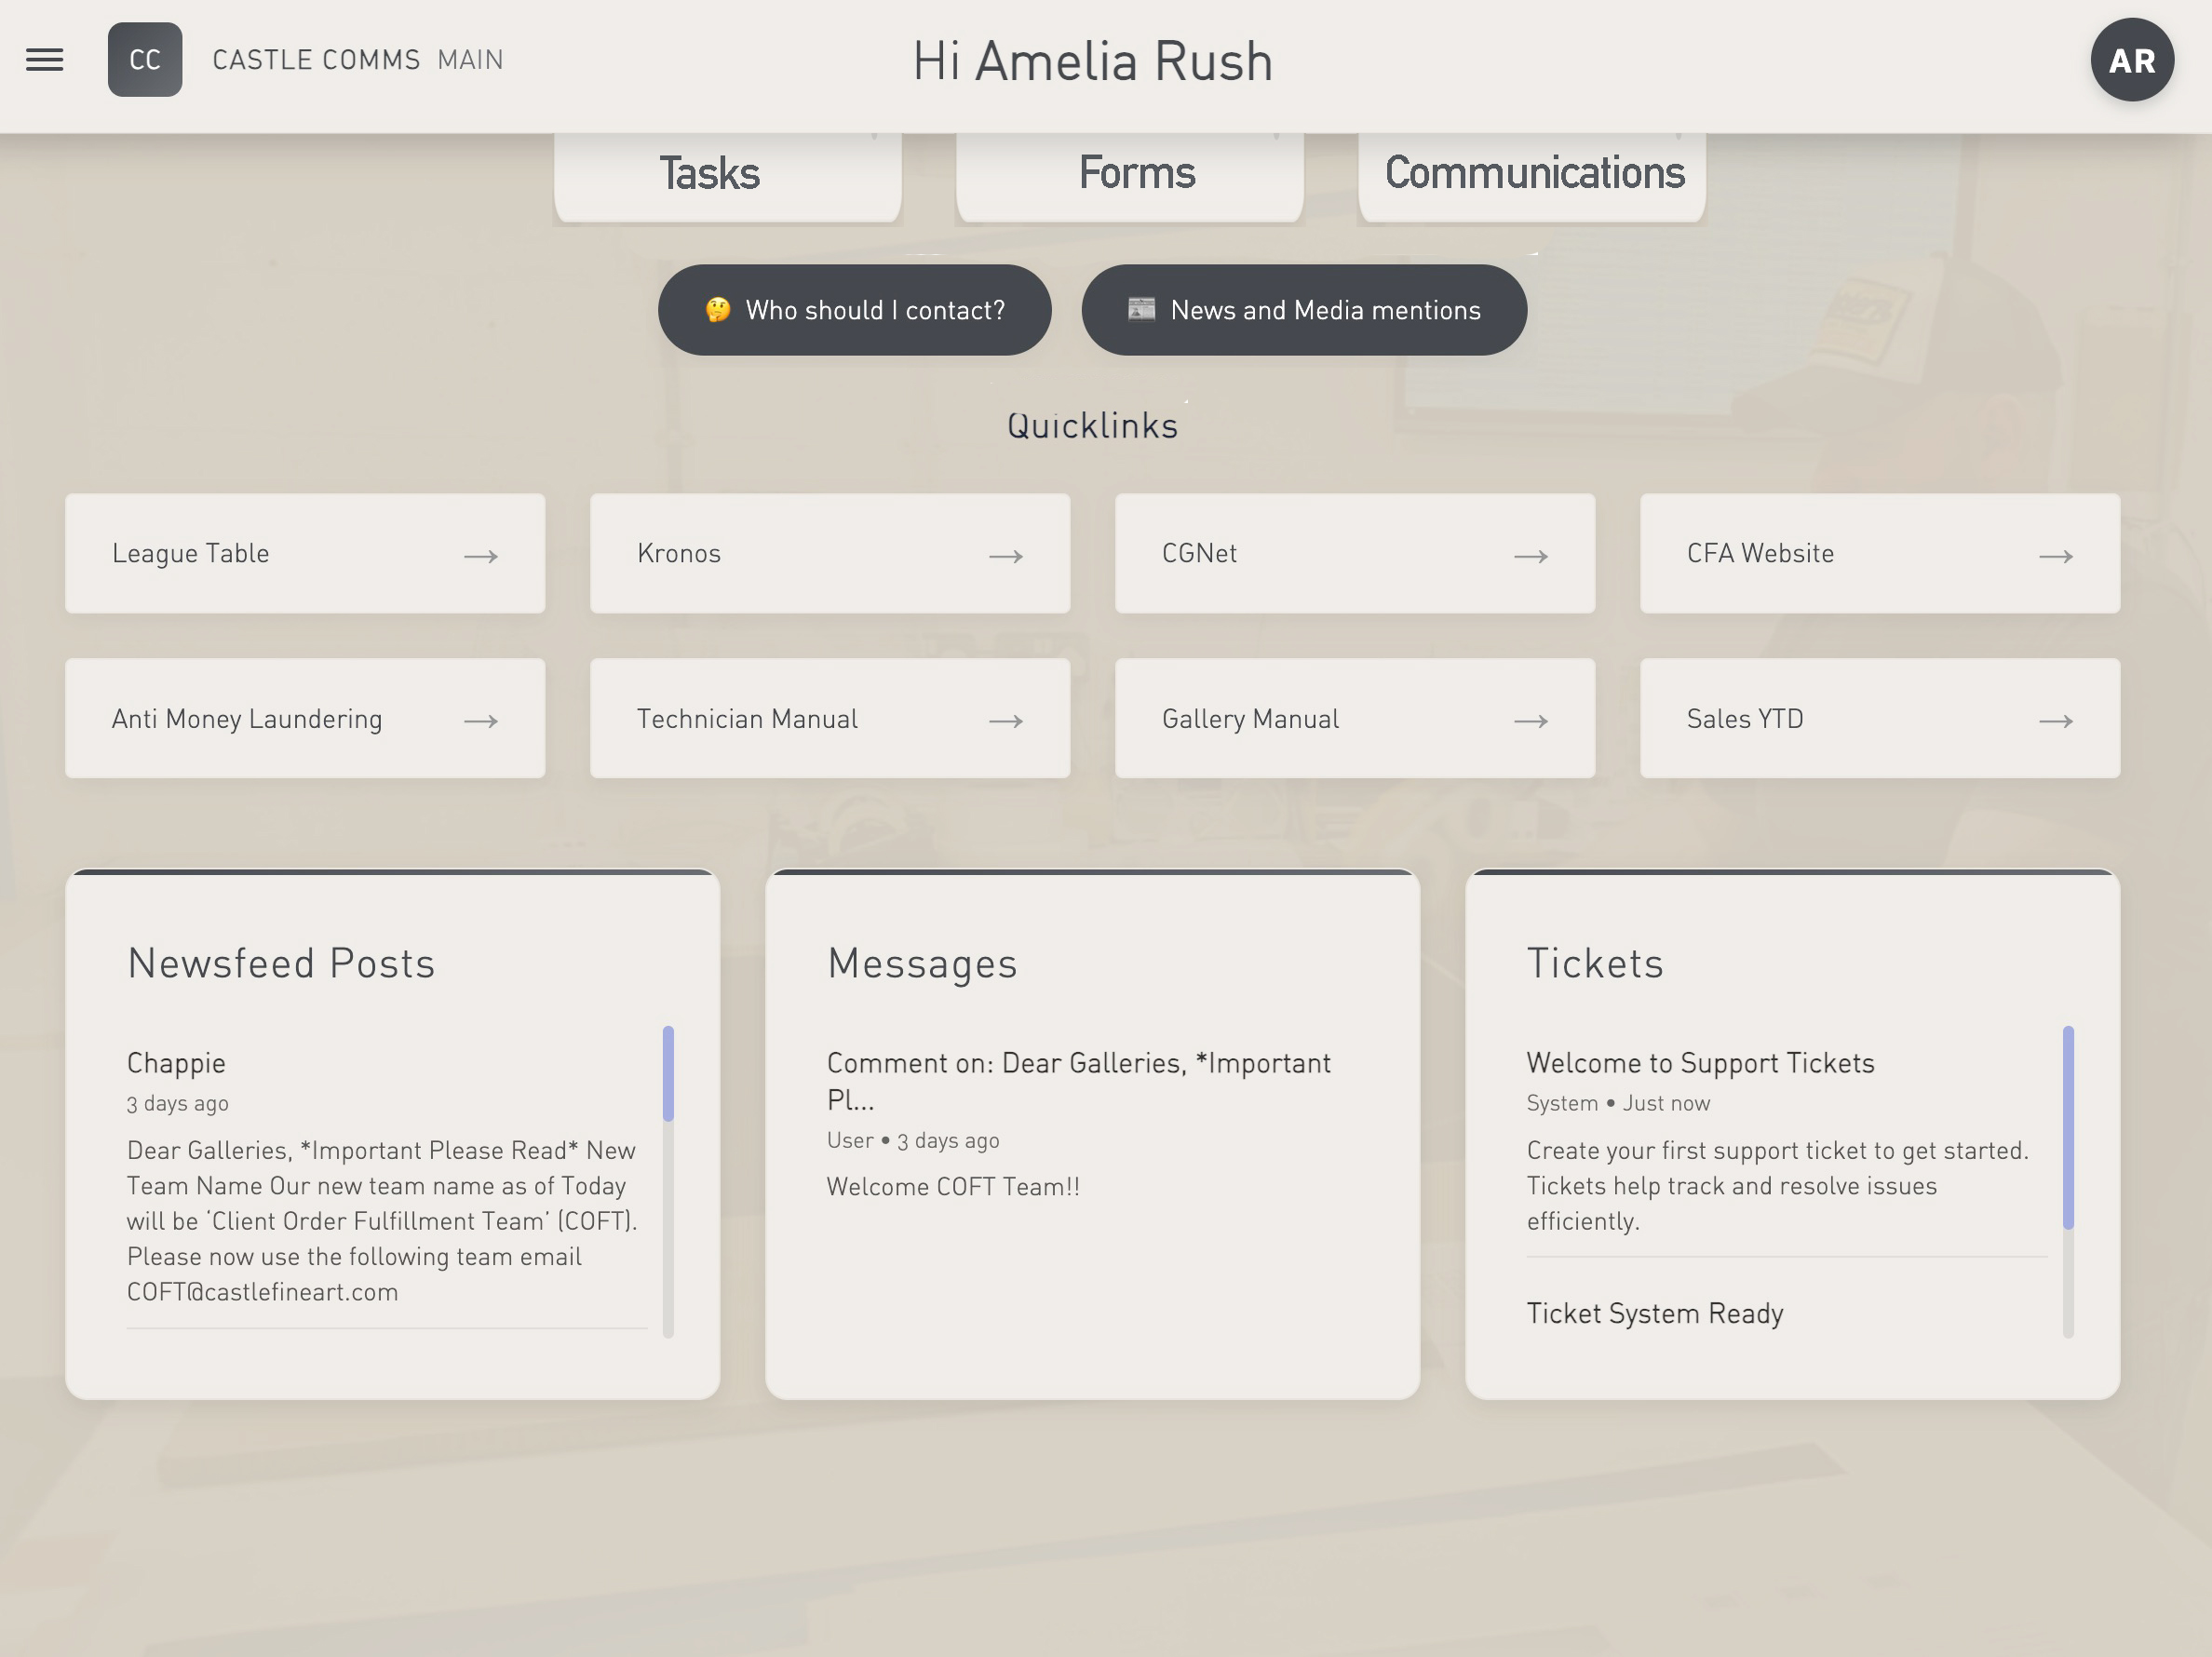 CC CASTLE COMMS MAIN
Hi Amelia Rush
AR
Tasks
Forms
Communications
🤔 Who should I contact?
📰 News and Media mentions
Quicklinks
League Table →
Kronos →
CGNet →
CFA Website →
Anti Money Laundering →
Technician Manual →
Gallery Manual →
Sales YTD →
Newsfeed Posts
Chappie
3 days ago
Dear Galleries, *Important Please Read* New
Team Name Our new team name as of Today
will be ‘Client Order Fulfillment Team’ (COFT).
Please now use the following team email
COFT@castlefineart.com
Messages
Comment on: Dear Galleries, *Important
Pl...
User • 3 days ago
Welcome COFT Team!!
Tickets
Welcome to Support Tickets
System • Just now
Create your first support ticket to get started.
Tickets help track and resolve issues
efficiently.
Ticket System Ready